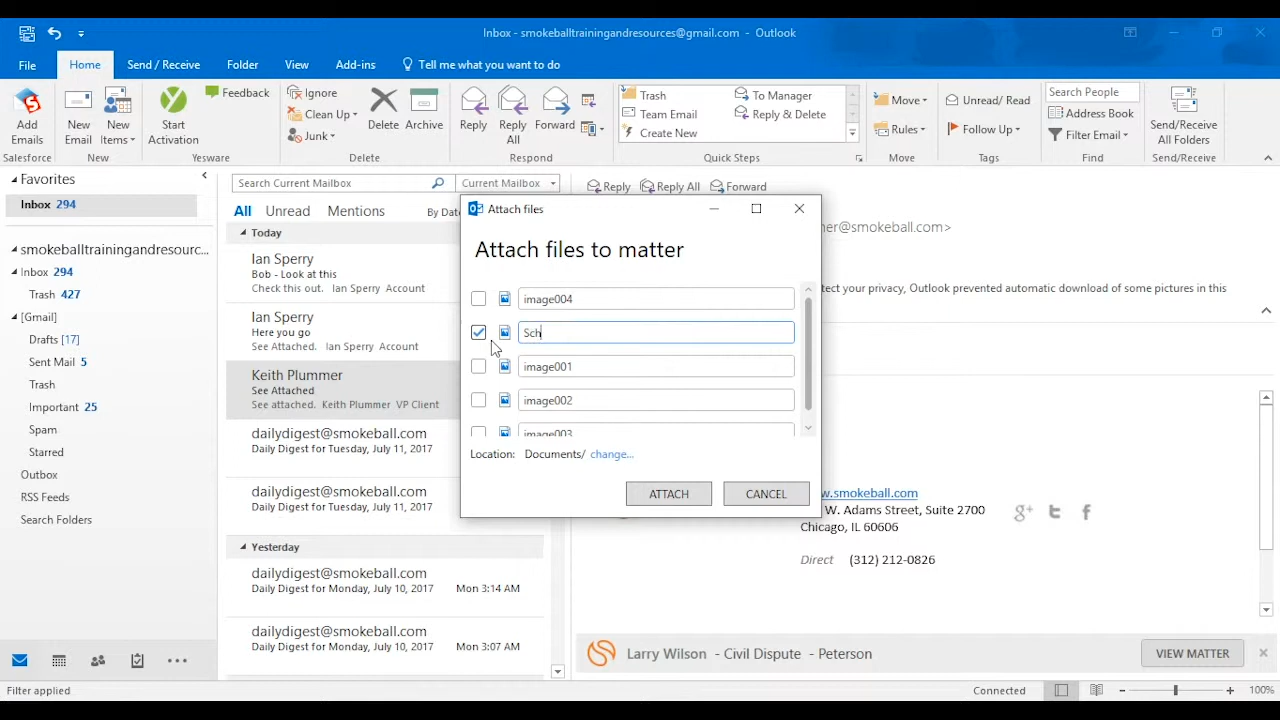 Inbox - smokeballtrainingandresources@gmail.com - Outlook
File Home Send / Receive Folder View Add-ins Tell me what you want to do
Add Emails
Salesforce
New Email
New Items
New
Start Activation
Feedback
Yesware
Ignore
Clean Up
Junk
Delete
Archive
Delete
Reply
Reply All
Forward
Respond
Trash
Team Email
Create New
To Manager
Reply & Delete
Quick Steps
Move
Rules
Move
Unread/ Read
Follow Up
Tags
Search People
Address Book
Filter Email
Find
Send/Receive All Folders
Send/Receive
Favorites
Inbox 294
smokeballtrainingandresourc...
Inbox 294
Trash 427
[Gmail]
Drafts [17]
Sent Mail 5
Trash
Important 25
Spam
Starred
Outbox
RSS Feeds
Search Folders
Search Current Mailbox Current Mailbox
All Unread Mentions By Da
Today
Ian Sperry
Bob - Look at this
Check this out. Ian Sperry Account
Ian Sperry
Here you go
See Attached. Ian Sperry Account
Keith Plummer
See Attached
See attached. Keith Plummer VP Client
dailydigest@smokeball.com
Daily Digest for Tuesday, July 11, 2017
dailydigest@smokeball.com
Daily Digest for Tuesday, July 11, 2017
Yesterday
dailydigest@smokeball.com
Daily Digest for Monday, July 10, 2017 Mon 3:14 AM
dailydigest@smokeball.com
Daily Digest for Monday, July 10, 2017 Mon 3:07 AM
Reply Reply All Forward
Attach files
Attach files to matter
image004
Sch
image001
image002
image003
Location: Documents/ change...
ATTACH CANCEL
ner@smokeball.com>
tect your privacy, Outlook prevented automatic download of some pictures in this
w.smokeball.com
W. Adams Street, Suite 2700
Chicago, IL 60606
g+ f
Direct (312) 212-0826
Larry Wilson - Civil Dispute - Peterson VIEW MATTER
Filter applied Connected 100%